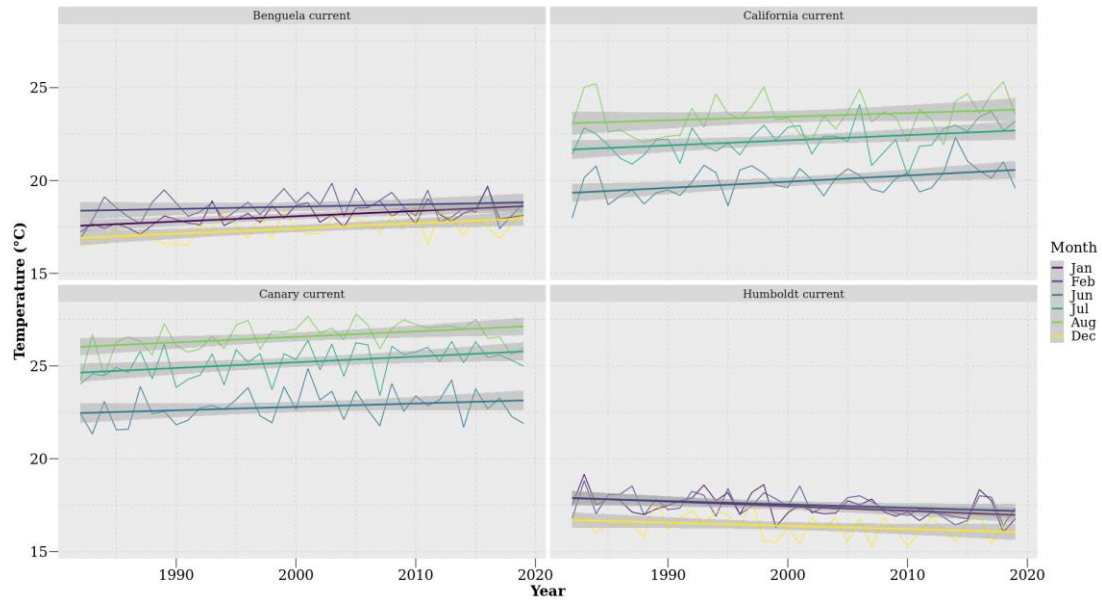 Benguela current
California current
25
20
15
Canary current
Humboldt current
25
20
15
1990
2000
2010
2020
1990
2000
2010
2020
Temperature (°C)
Year
Month
Jan
Feb
Jun
Jul
Aug
Dec